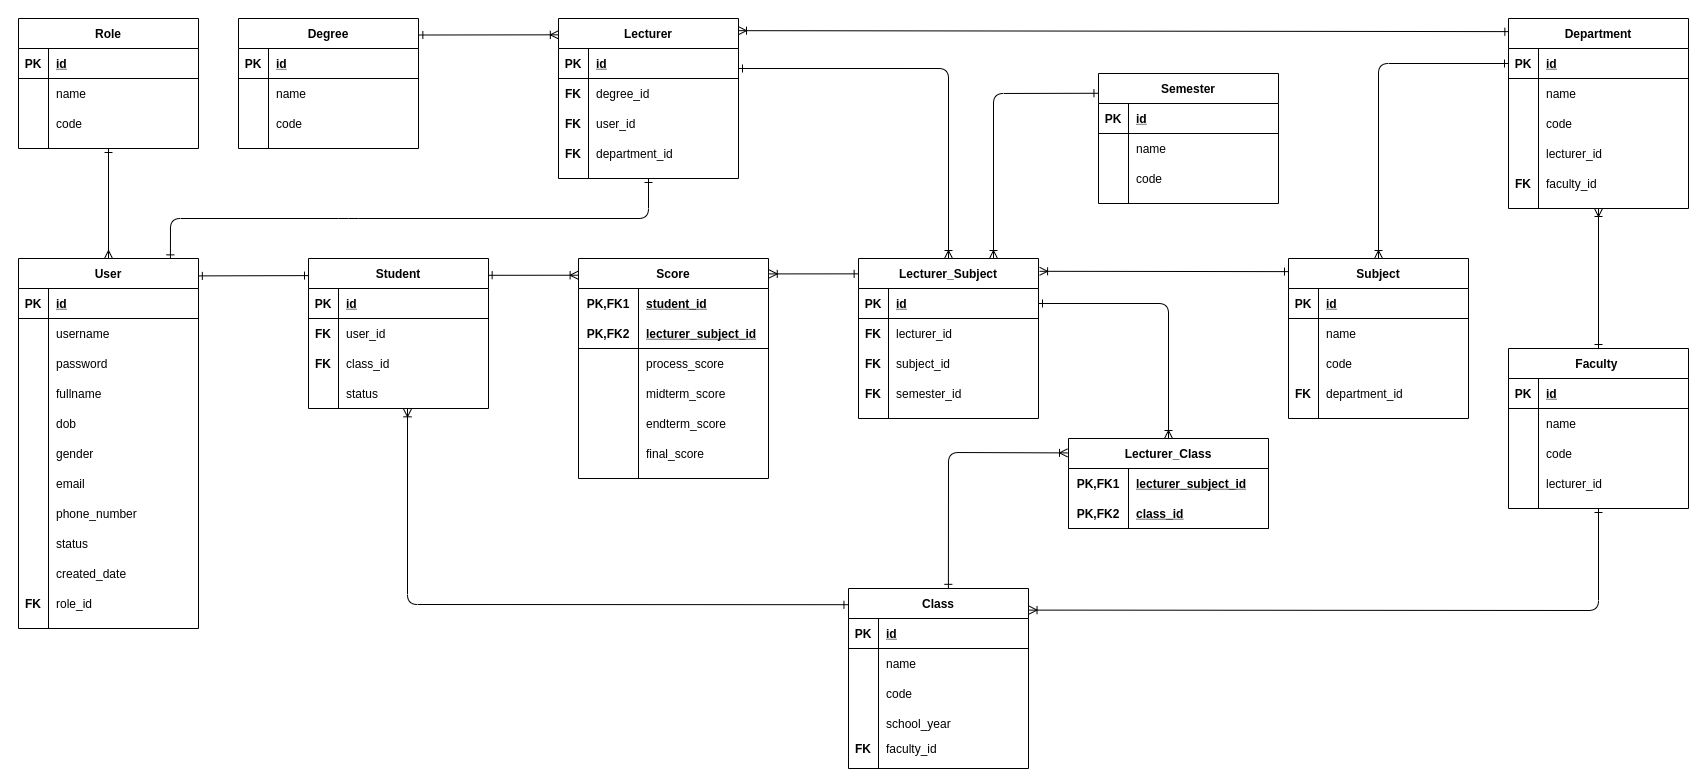 Role
PK id
name
code
Degree
PK id
name
code
Lecturer
PK id
FK degree_id
FK user_id
FK department_id
Semester
PK id
name
code
Department
PK id
name
code
lecturer_id
FK faculty_id
User
PK id
username
password
fullname
dob
gender
email
phone_number
status
created_date
FK role_id
Student
PK id
FK user_id
FK class_id
status
Score
PK,FK1 student_id
PK,FK2 lecturer_subject_id
process_score
midterm_score
endterm_score
final_score
Lecturer_Subject
PK id
FK lecturer_id
FK subject_id
FK semester_id
Subject
PK id
name
code
FK department_id
Faculty
PK id
name
code
lecturer_id
Lecturer_Class
PK,FK1 lecturer_subject_id
PK,FK2 class_id
Class
PK id
name
code
school_year
FK faculty_id